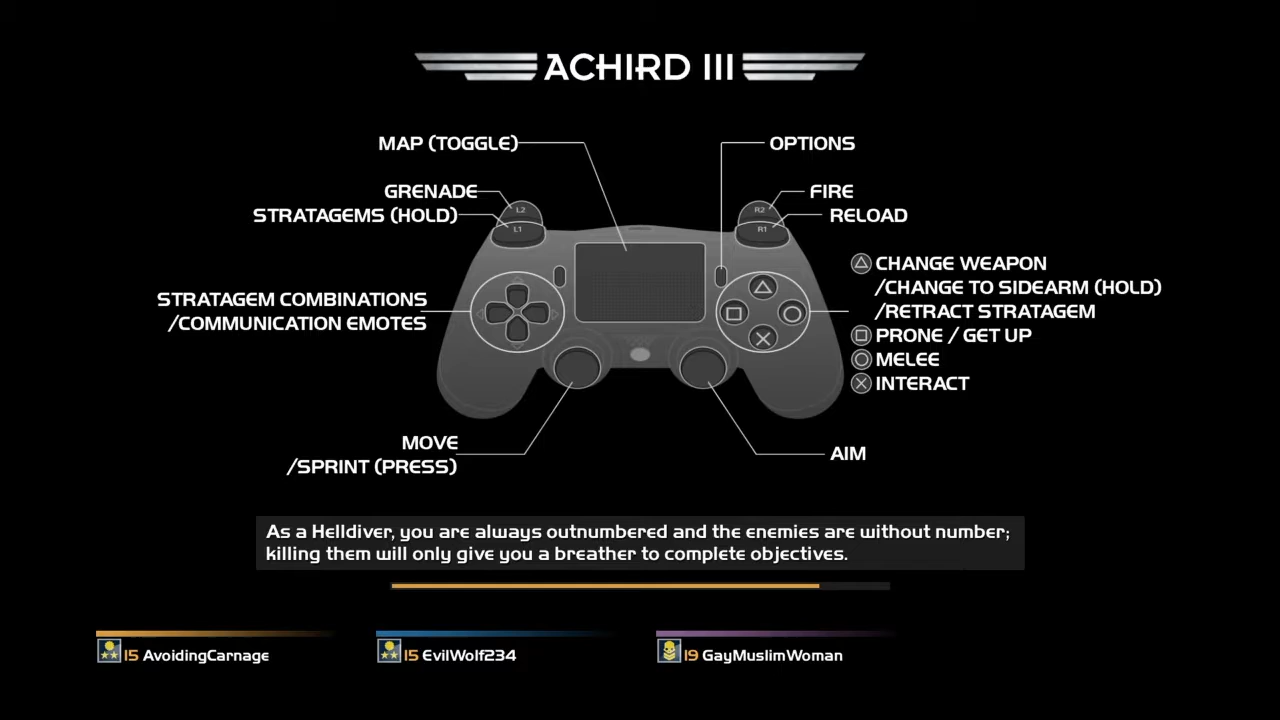 ACHIRD III
MAP (TOGGLE)
OPTIONS
GRENADE
FIRE
STRATAGEMS (HOLD)
RELOAD
L2
L1
R2
R1
CHANGE WEAPON
/CHANGE TO SIDEARM (HOLD)
/RETRACT STRATAGEM
PRONE / GET UP
MELEE
INTERACT
STRATAGEM COMBINATIONS
/COMMUNICATION EMOTES
MOVE
/SPRINT (PRESS)
AIM
As a Helldiver, you are always outnumbered and the enemies are without number;
killing them will only give you a breather to complete objectives.
15 AvoidingCarnage
15 EvilWolf234
19 GayMuslimWoman